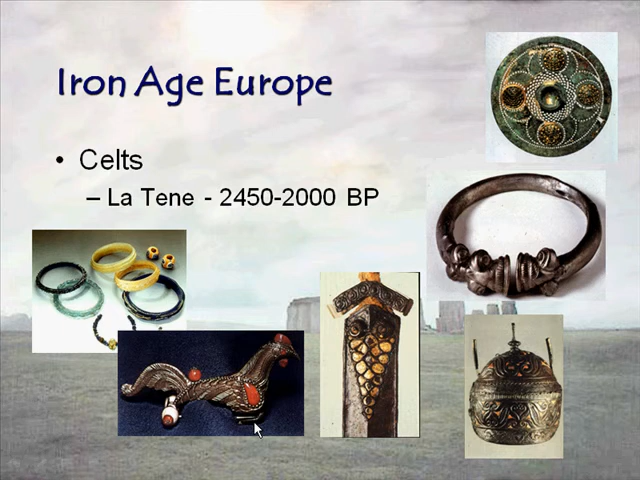 Iron Age Europe
• Celts
– La Tene - 2450-2000 BP